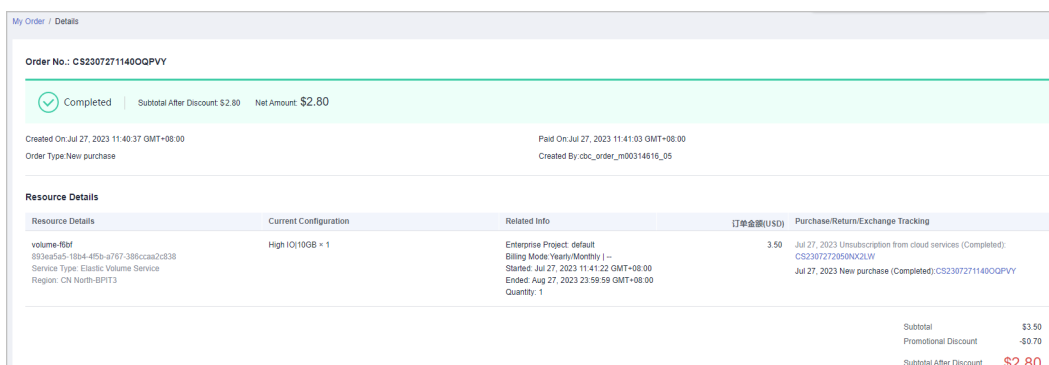 My Order / Details
Order No.: CS2307271140OQPVY
Completed Subtotal After Discount: $2.80 Net Amount: $2.80
Created On:Jul 27, 2023 11:40:37 GMT+08:00 Paid On:Jul 27, 2023 11:41:03 GMT+08:00
Order Type:New purchase Created By:cbc_order_m00314616_05
Resource Details
Resource Details Current Configuration Related Info 订单金额(USD) Purchase/Return/Exchange Tracking
volume-f6bf High IO|10GB × 1 Enterprise Project: default 3.50 Jul 27, 2023 Unsubscription from cloud services (Completed):
893ea5a5-18b4-4f5b-a767-386ccaa2c838 Billing Mode:Yearly/Monthly | -- CS2307272050NX2LW
Service Type: Elastic Volume Service Started: Jul 27, 2023 11:41:22 GMT+08:00 Jul 27, 2023 New purchase (Completed):CS2307271140OQPVY
Region: CN North-BPIT3 Ended: Aug 27, 2023 23:59:59 GMT+08:00
Quantity: 1
Subtotal $3.50
Promotional Discount -$0.70
Subtotal After Discount $2.80